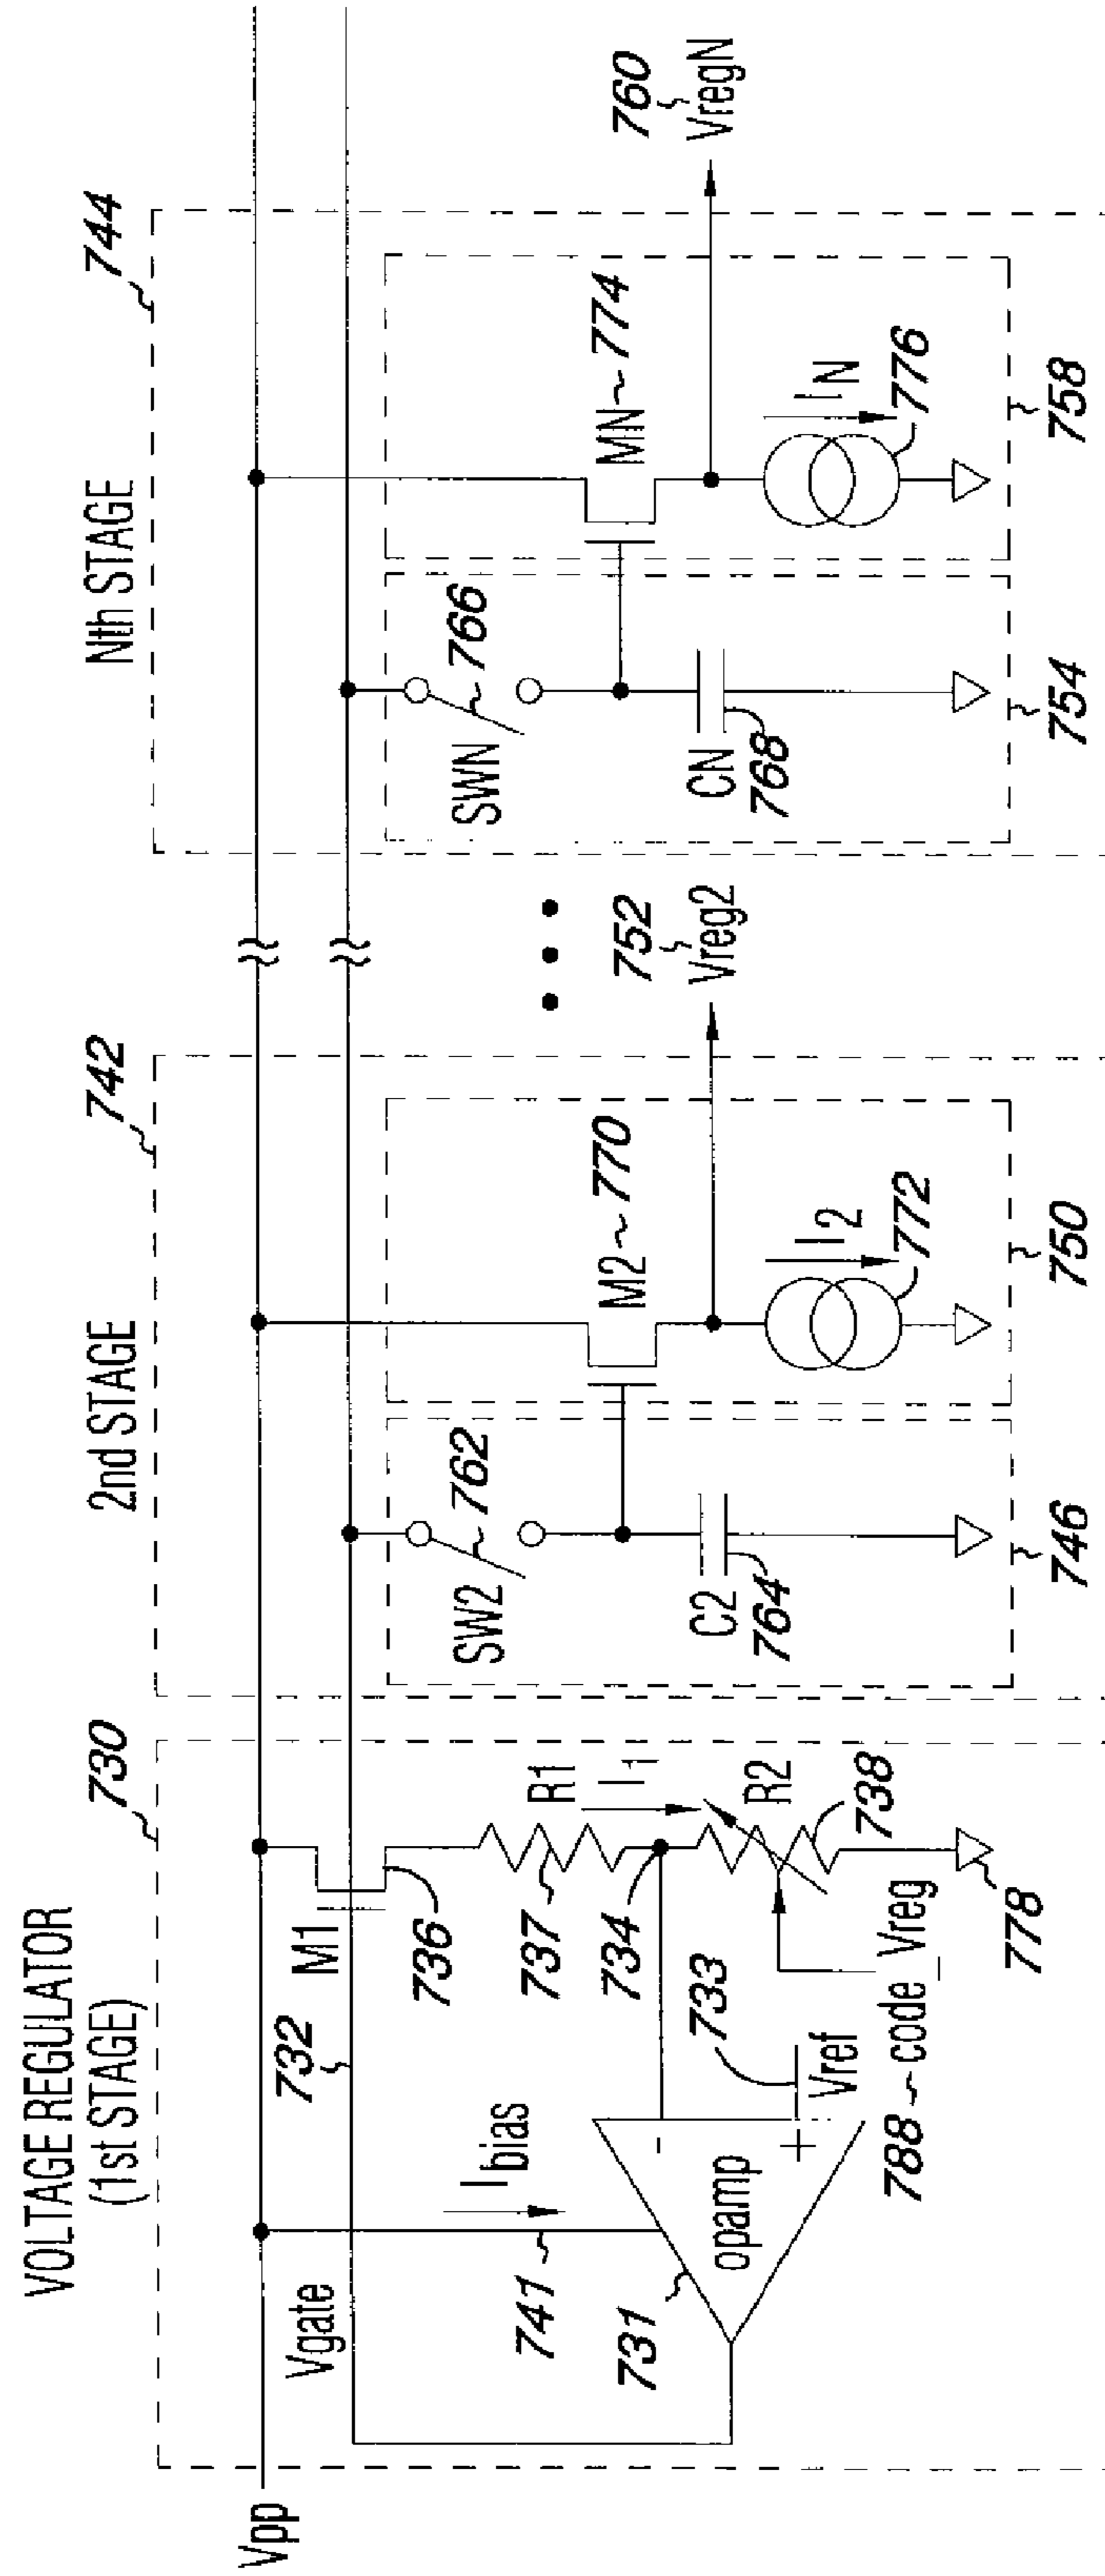 VOLTAGE REGULATOR
(1st STAGE)
730
2nd STAGE
742
Nth STAGE
744
Vpp
Vgate
732
M1
736
Ibias
741
737
R1
I1
734
731
opamp
-
+
733
Vref
R2
738
788
code_Vreg
778
SW2
762
C2
764
746
M2
770
I2
772
750
752
Vreg2
SWN
766
CN
768
754
MN
774
IN
776
758
760
VregN